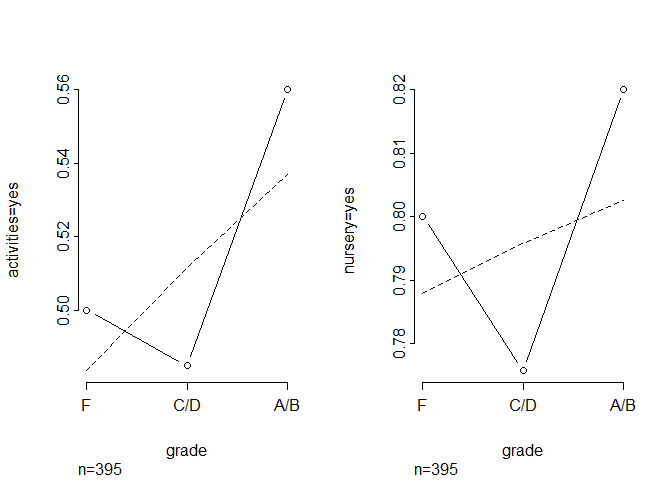 activities=yes
0.50 0.52 0.54 0.56
F C/D A/B
grade
n=395
nursery=yes
0.78 0.79 0.80 0.81 0.82
F C/D A/B
grade
n=395